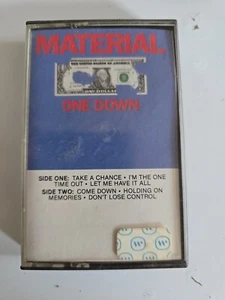 MATERIAL
ONE DOWN
SIDE ONE: TAKE A CHANCE • I'M THE ONE
TIME OUT • LET ME HAVE IT ALL
SIDE TWO: COME DOWN • HOLDING ON
MEMORIES • DON'T LOSE CONTROL